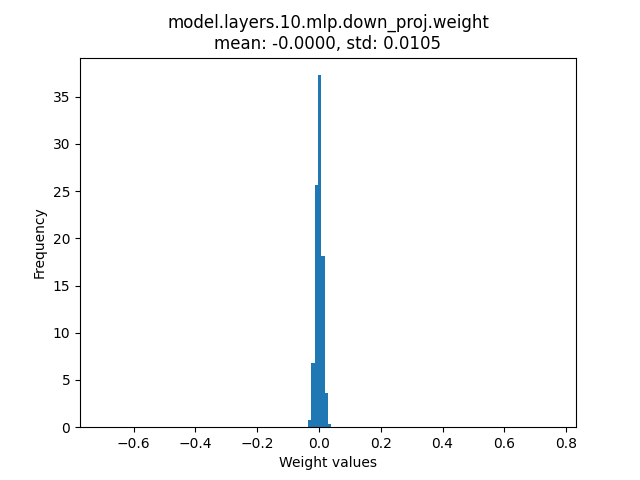 model.layers.10.mlp.down_proj.weight
mean: -0.0000, std: 0.0105
35
30
25
20
15
10
5
0
Frequency
−0.6 −0.4 −0.2 0.0 0.2 0.4 0.6 0.8
Weight values